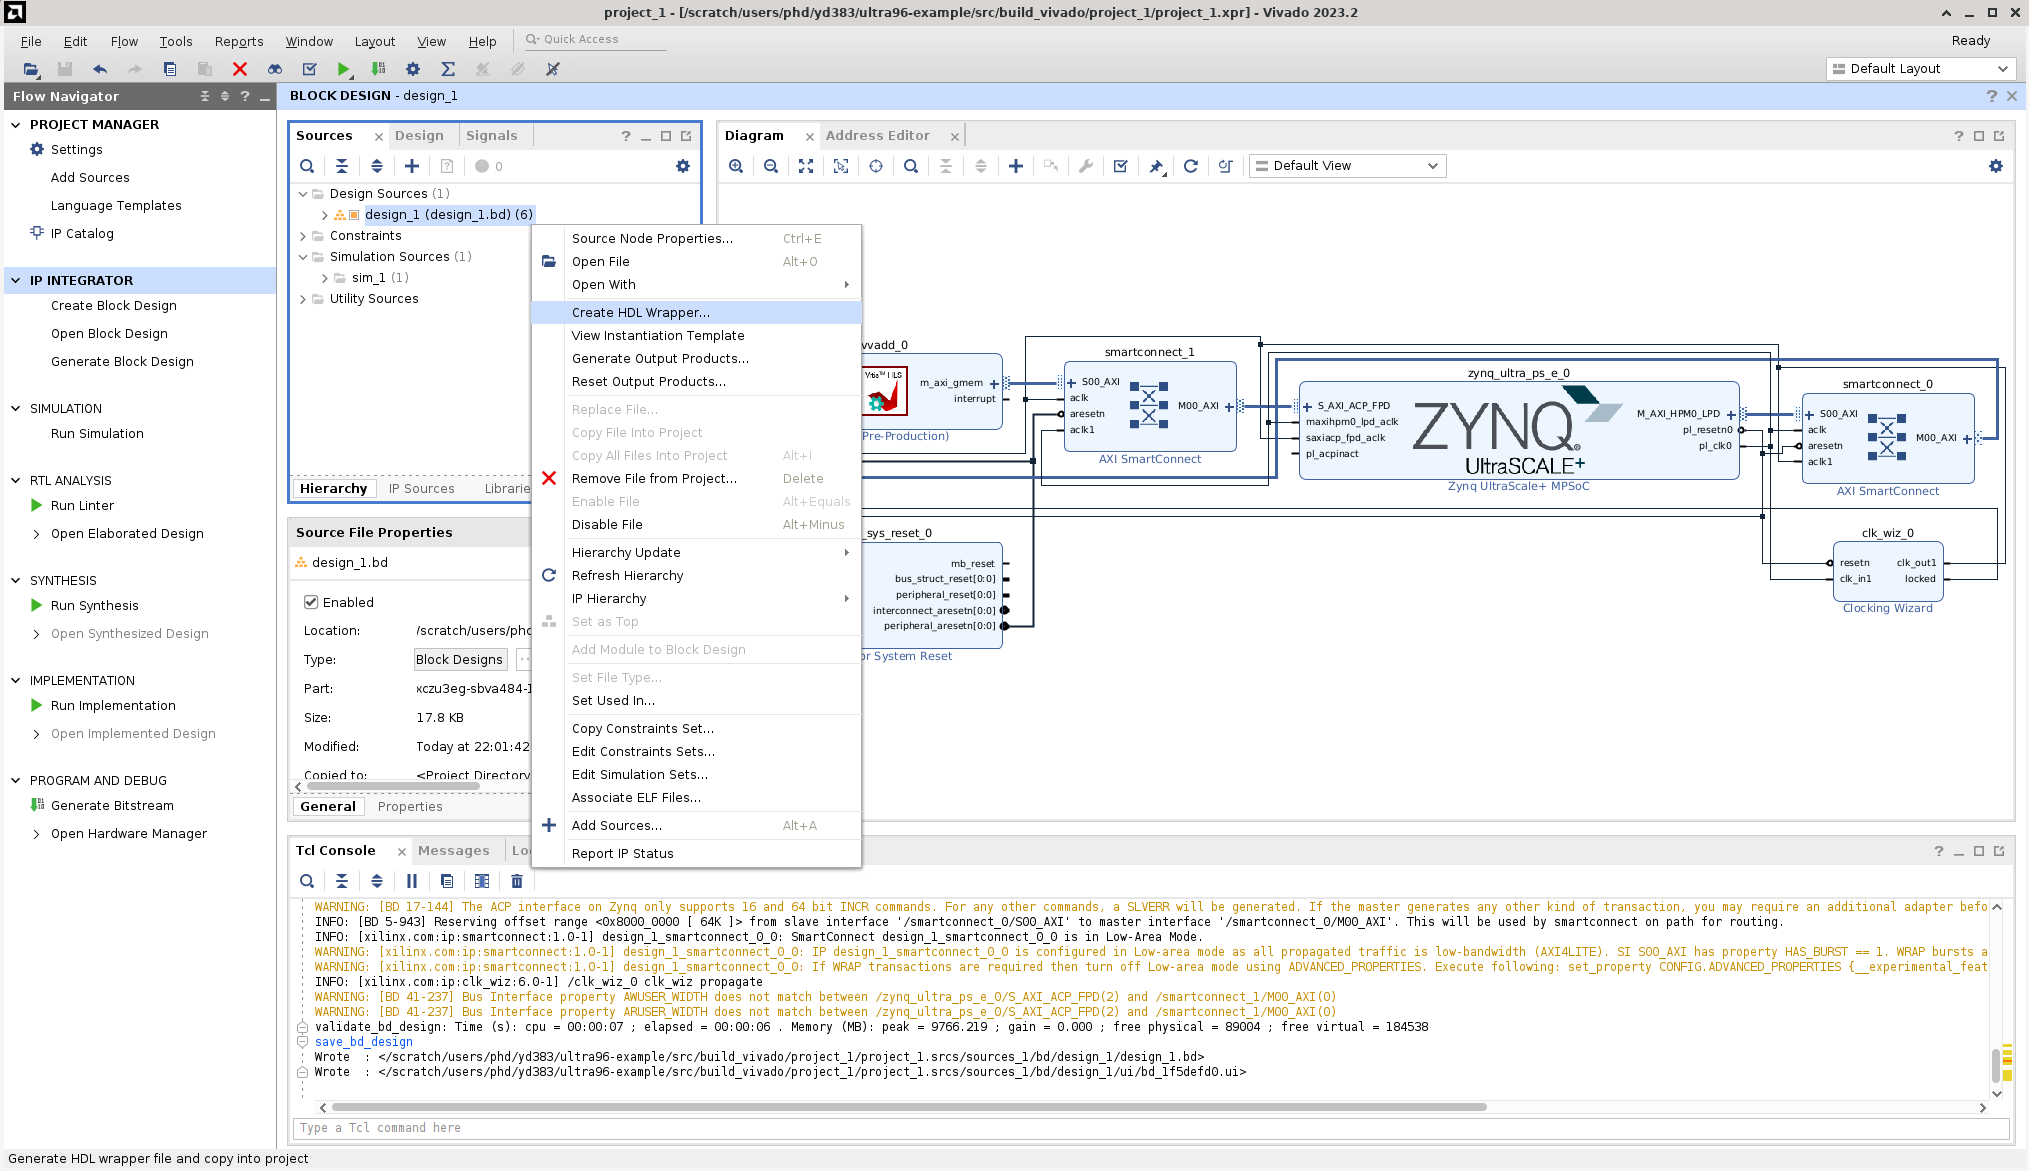 project_1 - [/scratch/users/phd/yd383/ultra96-example/src/build_vivado/project_1/project_1.xpr] - Vivado 2023.2
File Edit Flow Tools Reports Window Layout View Help Quick Access Ready
Default Layout
Flow Navigator
PROJECT MANAGER
Settings
Add Sources
Language Templates
IP Catalog
IP INTEGRATOR
Create Block Design
Open Block Design
Generate Block Design
SIMULATION
Run Simulation
RTL ANALYSIS
Run Linter
Open Elaborated Design
SYNTHESIS
Run Synthesis
Open Synthesized Design
IMPLEMENTATION
Run Implementation
Open Implemented Design
PROGRAM AND DEBUG
Generate Bitstream
Open Hardware Manager
BLOCK DESIGN - design_1
Sources Design Signals
0
Design Sources (1)
design_1 (design_1.bd) (6)
Constraints
Simulation Sources (1)
sim_1 (1)
Utility Sources
Hierarchy IP Sources Librarie
Source File Properties
design_1.bd
Enabled
Location: /scratch/users/phd
Type: Block Designs
Part: xczu3eg-sbva484-1
Size: 17.8 KB
Modified: Today at 22:01:42
Copied to: <Project Directory
General Properties
Source Node Properties... Ctrl+E
Open File Alt+O
Open With
Create HDL Wrapper...
View Instantiation Template
Generate Output Products...
Reset Output Products...
Replace File...
Copy File Into Project
Copy All Files Into Project Alt+I
Remove File from Project... Delete
Enable File Alt+Equals
Disable File Alt+Minus
Hierarchy Update
Refresh Hierarchy
IP Hierarchy
Set as Top
Add Module to Block Design
Set File Type...
Set Used In...
Copy Constraints Set...
Edit Constraints Sets...
Edit Simulation Sets...
Associate ELF Files...
Add Sources... Alt+A
Report IP Status
Diagram Address Editor
Default View
vvadd_0
Vitis™ HLS
m_axi_gmem
interrupt
Pre-Production)
smartconnect_1
S00_AXI
aclk
aresetn
aclk1
M00_AXI
AXI SmartConnect
zynq_ultra_ps_e_0
S_AXI_ACP_FPD
maxihpm0_lpd_aclk
saxiacp_fpd_aclk
pl_acpinact
ZYNQ
UltraSCALE+
M_AXI_HPM0_LPD
pl_resetn0
pl_clk0
Zynq UltraScale+ MPSoC
smartconnect_0
S00_AXI
aclk
aresetn
aclk1
M00_AXI
AXI SmartConnect
_sys_reset_0
mb_reset
bus_struct_reset[0:0]
peripheral_reset[0:0]
interconnect_aresetn[0:0]
peripheral_aresetn[0:0]
or System Reset
clk_wiz_0
resetn
clk_in1
clk_out1
locked
Clocking Wizard
Tcl Console Messages Lo
WARNING: [BD 17-144] The ACP interface on Zynq only supports 16 and 64 bit INCR commands. For any other commands, a SLVERR will be generated. If the master generates any other kind of transaction, you may require an additional adapter befo
INFO: [BD 5-943] Reserving offset range <0x8000_0000 [ 64K ]> from slave interface '/smartconnect_0/S00_AXI' to master interface '/smartconnect_0/M00_AXI'. This will be used by smartconnect on path for routing.
INFO: [xilinx.com:ip:smartconnect:1.0-1] design_1_smartconnect_0_0: SmartConnect design_1_smartconnect_0_0 is in Low-Area Mode.
WARNING: [xilinx.com:ip:smartconnect:1.0-1] design_1_smartconnect_0_0: IP design_1_smartconnect_0_0 is configured in Low-area mode as all propagated traffic is low-bandwidth (AXI4LITE). SI S00_AXI has property HAS_BURST == 1. WRAP bursts a
WARNING: [xilinx.com:ip:smartconnect:1.0-1] design_1_smartconnect_0_0: If WRAP transactions are required then turn off Low-area mode using ADVANCED_PROPERTIES. Execute following: set_property CONFIG.ADVANCED_PROPERTIES {__experimental_feat
INFO: [xilinx.com:ip:clk_wiz:6.0-1] /clk_wiz_0 clk_wiz propagate
WARNING: [BD 41-237] Bus Interface property AWUSER_WIDTH does not match between /zynq_ultra_ps_e_0/S_AXI_ACP_FPD(2) and /smartconnect_1/M00_AXI(0)
WARNING: [BD 41-237] Bus Interface property ARUSER_WIDTH does not match between /zynq_ultra_ps_e_0/S_AXI_ACP_FPD(2) and /smartconnect_1/M00_AXI(0)
validate_bd_design: Time (s): cpu = 00:00:07 ; elapsed = 00:00:06 . Memory (MB): peak = 9766.219 ; gain = 0.000 ; free physical = 89004 ; free virtual = 184538
save_bd_design
Wrote  : </scratch/users/phd/yd383/ultra96-example/src/build_vivado/project_1/project_1.srcs/sources_1/bd/design_1/design_1.bd>
Wrote  : </scratch/users/phd/yd383/ultra96-example/src/build_vivado/project_1/project_1.srcs/sources_1/bd/design_1/ui/bd_1f5defd0.ui>
Type a Tcl command here
Generate HDL wrapper file and copy into project